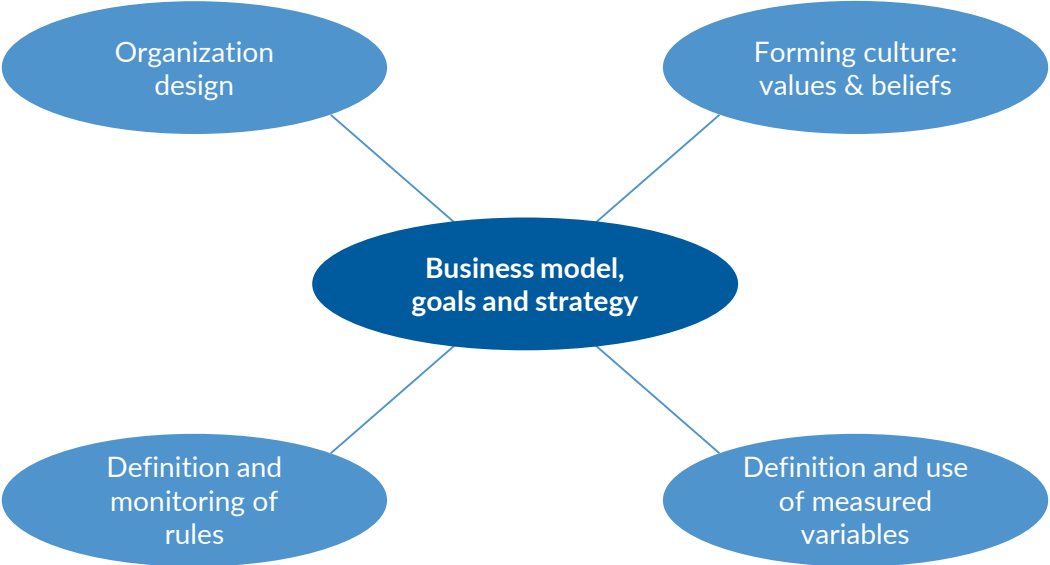 Organization
design
Forming culture:
values & beliefs
Business model,
goals and strategy
Definition and
monitoring of
rules
Definition and use
of measured
variables